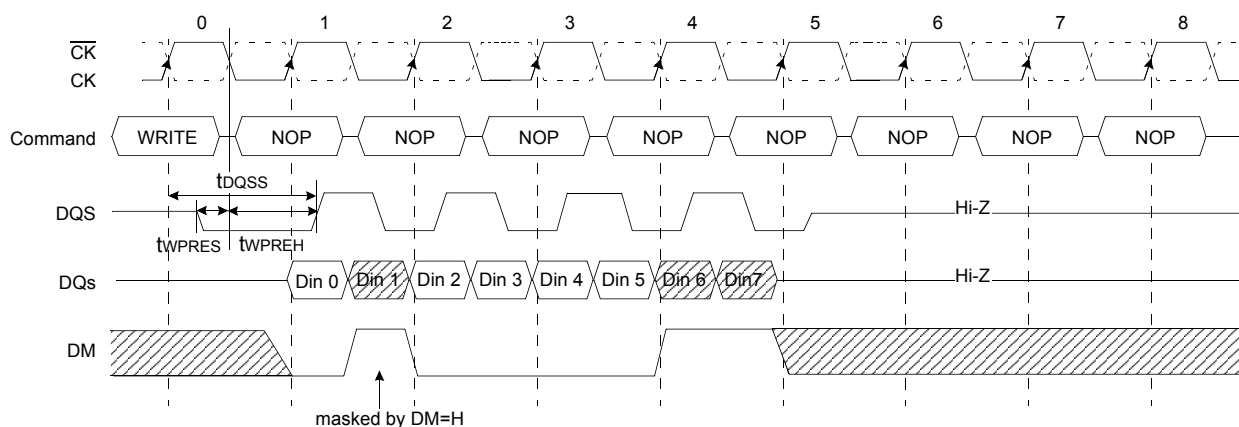 0 1 2 3 4 5 6 7 8
CK
CK
Command WRITE NOP NOP NOP NOP NOP NOP NOP NOP
tDQSS
DQS Hi-Z
tWPRES tWPREH
DQs Din 0 Din 1 Din 2 Din 3 Din 4 Din 5 Din 6 Din7 Hi-Z
DM
masked by DM=H